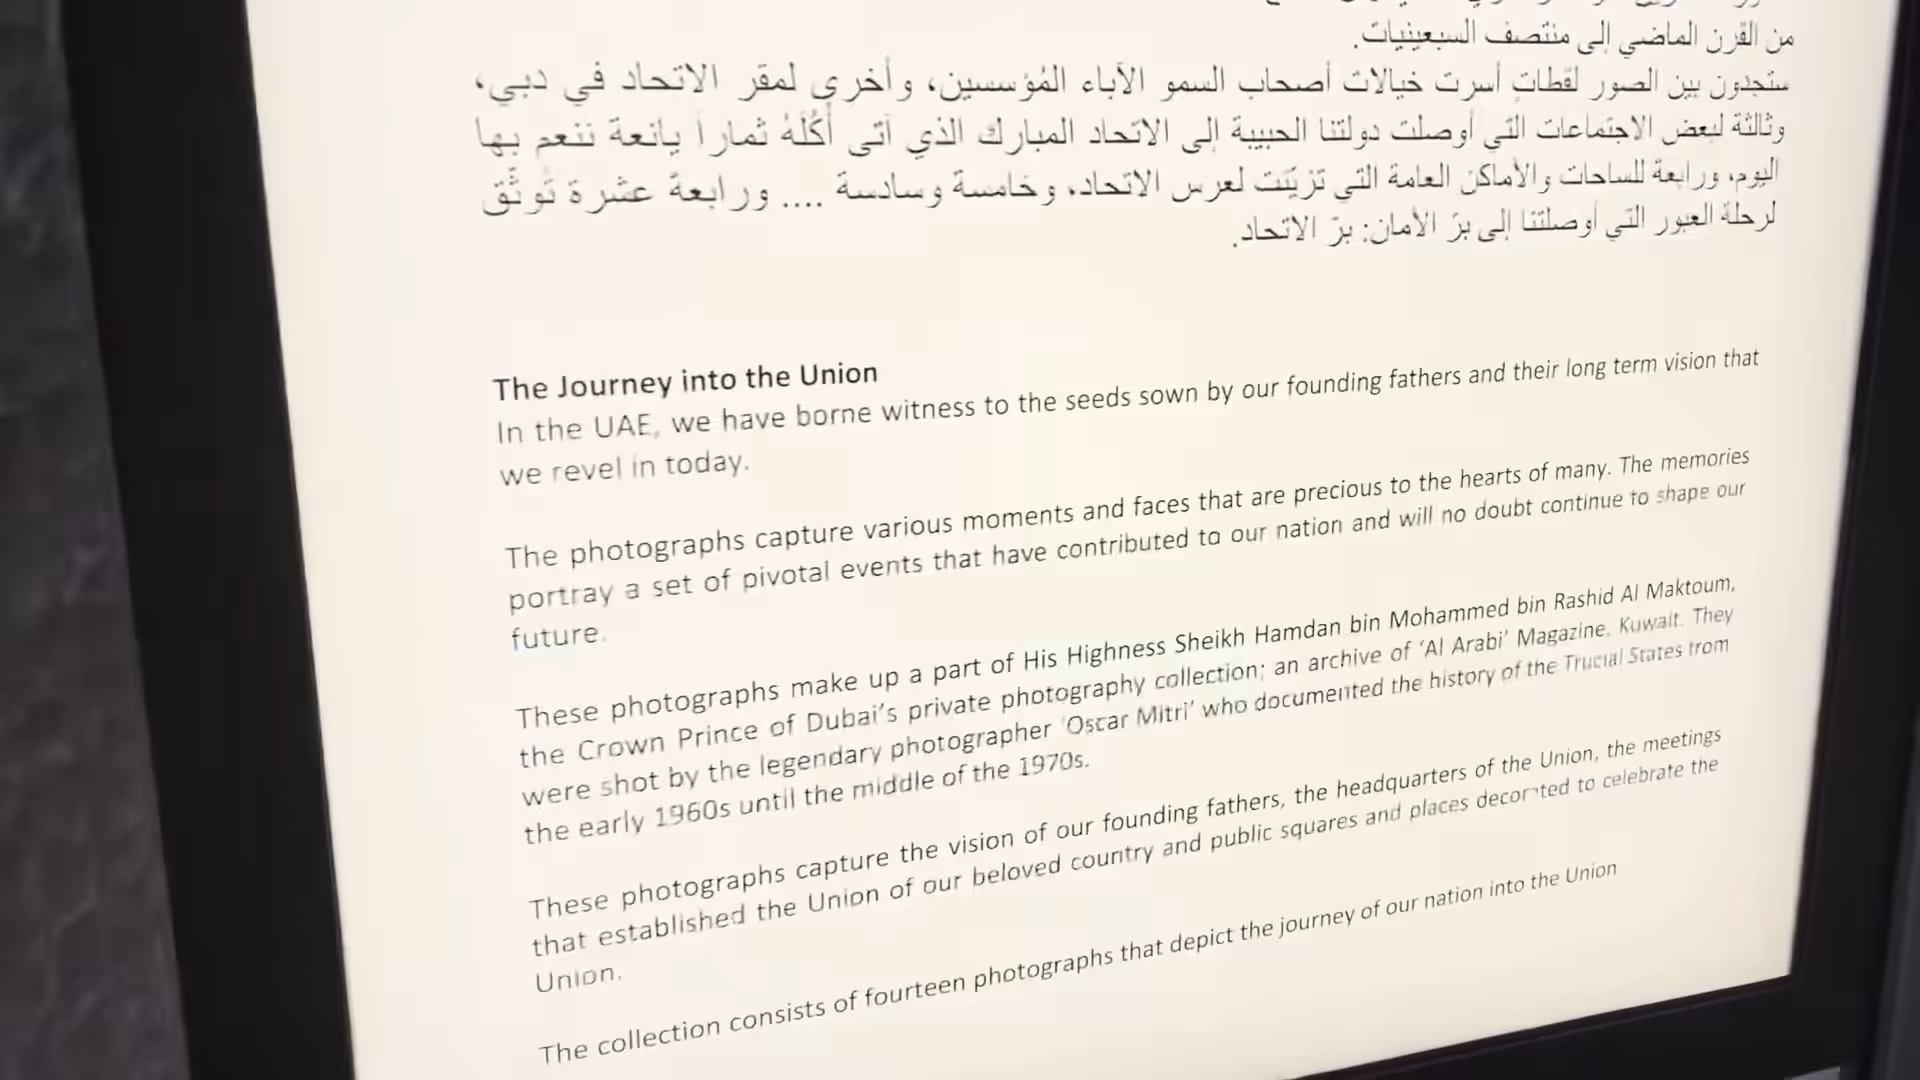 من القرن الماضي إلى منتصف السبعينيات.
ستجدون بين الصور لقطاتٍ أسرت خيالات أصحاب السمو الآباء المُؤسسين، وأخرى لمقر الاتحاد في دبي،
وثالثة لبعض الاجتماعات التي أوصلت دولتنا الحبيبة إلى الاتحاد المبارك الذي آتى أُكُلَهُ ثماراً يانعة ننعم بها
اليوم، ورابعة للساحات والأماكن العامة التي تزيّنت لعرس الاتحاد، وخامسة وسادسة .... ورابعة عشرة تُوثّق
لرحلة العبور التي أوصلتنا إلى برّ الأمان: برّ الاتحاد.
The Journey into the Union
In the UAE, we have borne witness to the seeds sown by our founding fathers and their long term vision that
we revel in today.
The photographs capture various moments and faces that are precious to the hearts of many. The memories
portray a set of pivotal events that have contributed to our nation and will no doubt continue to shape our
future.
These photographs make up a part of His Highness Sheikh Hamdan bin Mohammed bin Rashid Al Maktoum,
the Crown Prince of Dubai's private photography collection; an archive of 'Al Arabi' Magazine, Kuwait. They
were shot by the legendary photographer 'Oscar Mitri' who documented the history of the Trucial States from
the early 1960s until the middle of the 1970s.
These photographs capture the vision of our founding fathers, the headquarters of the Union, the meetings
that established the Union of our beloved country and public squares and places decorated to celebrate the
Union.
The collection consists of fourteen photographs that depict the journey of our nation into the Union